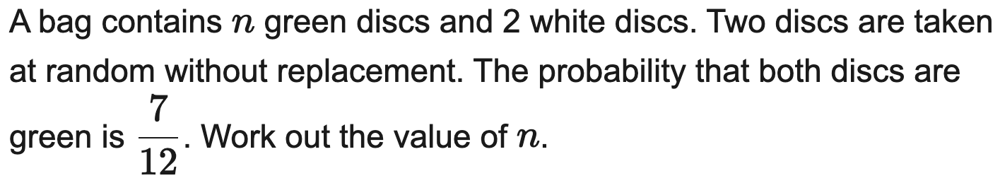 A bag contains n green discs and 2 white discs. Two discs are taken
at random without replacement. The probability that both discs are
green is 7/12. Work out the value of n.